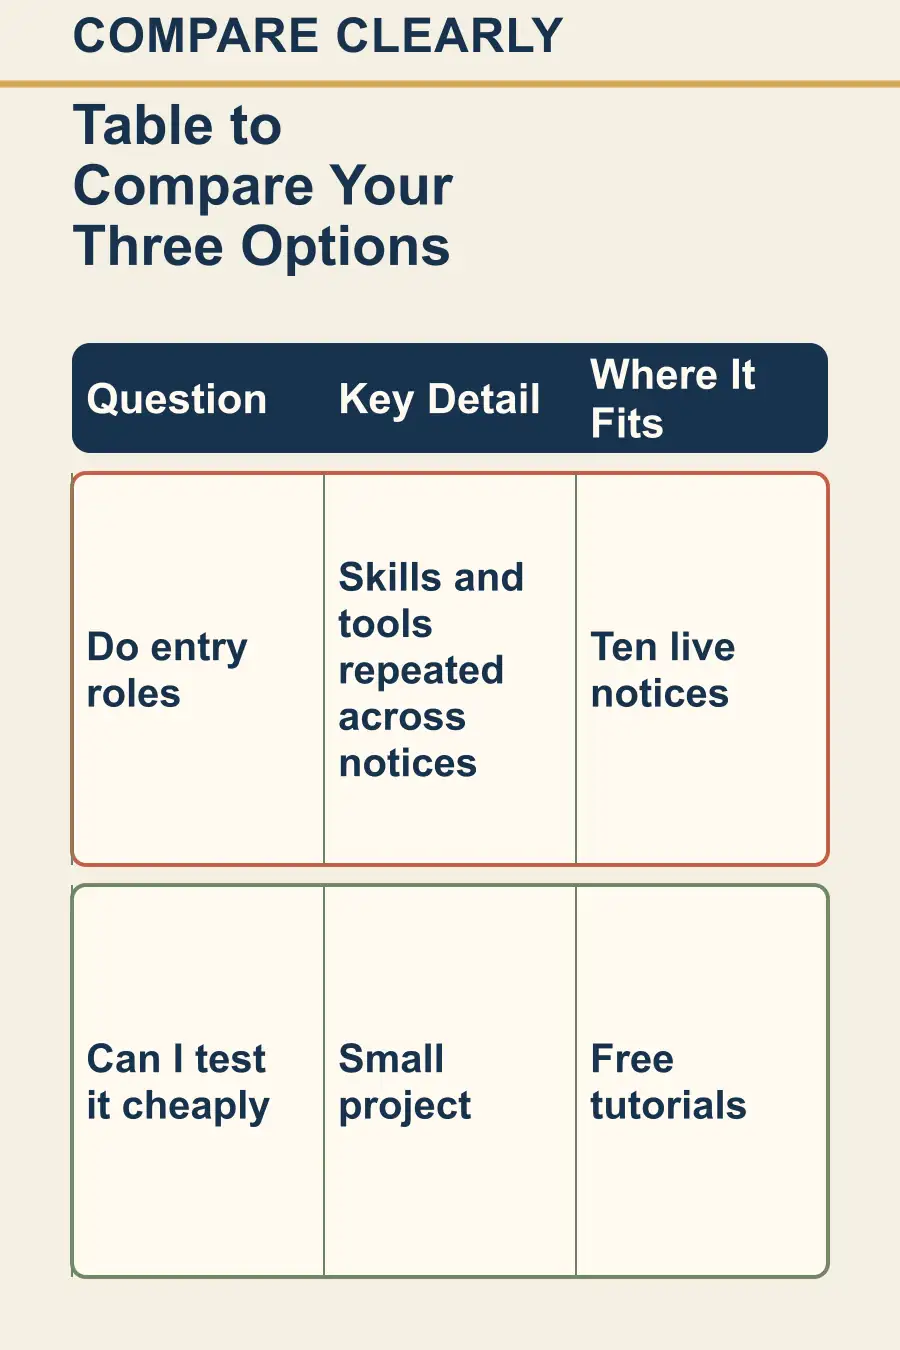 COMPARE CLEARLY
Table to
Compare Your
Three Options
Question
Key Detail
Where It
Fits
Do entry
roles
Skills and
tools
repeated
across
notices
Ten live
notices
Can I test
it cheaply
Small
project
Free
tutorials